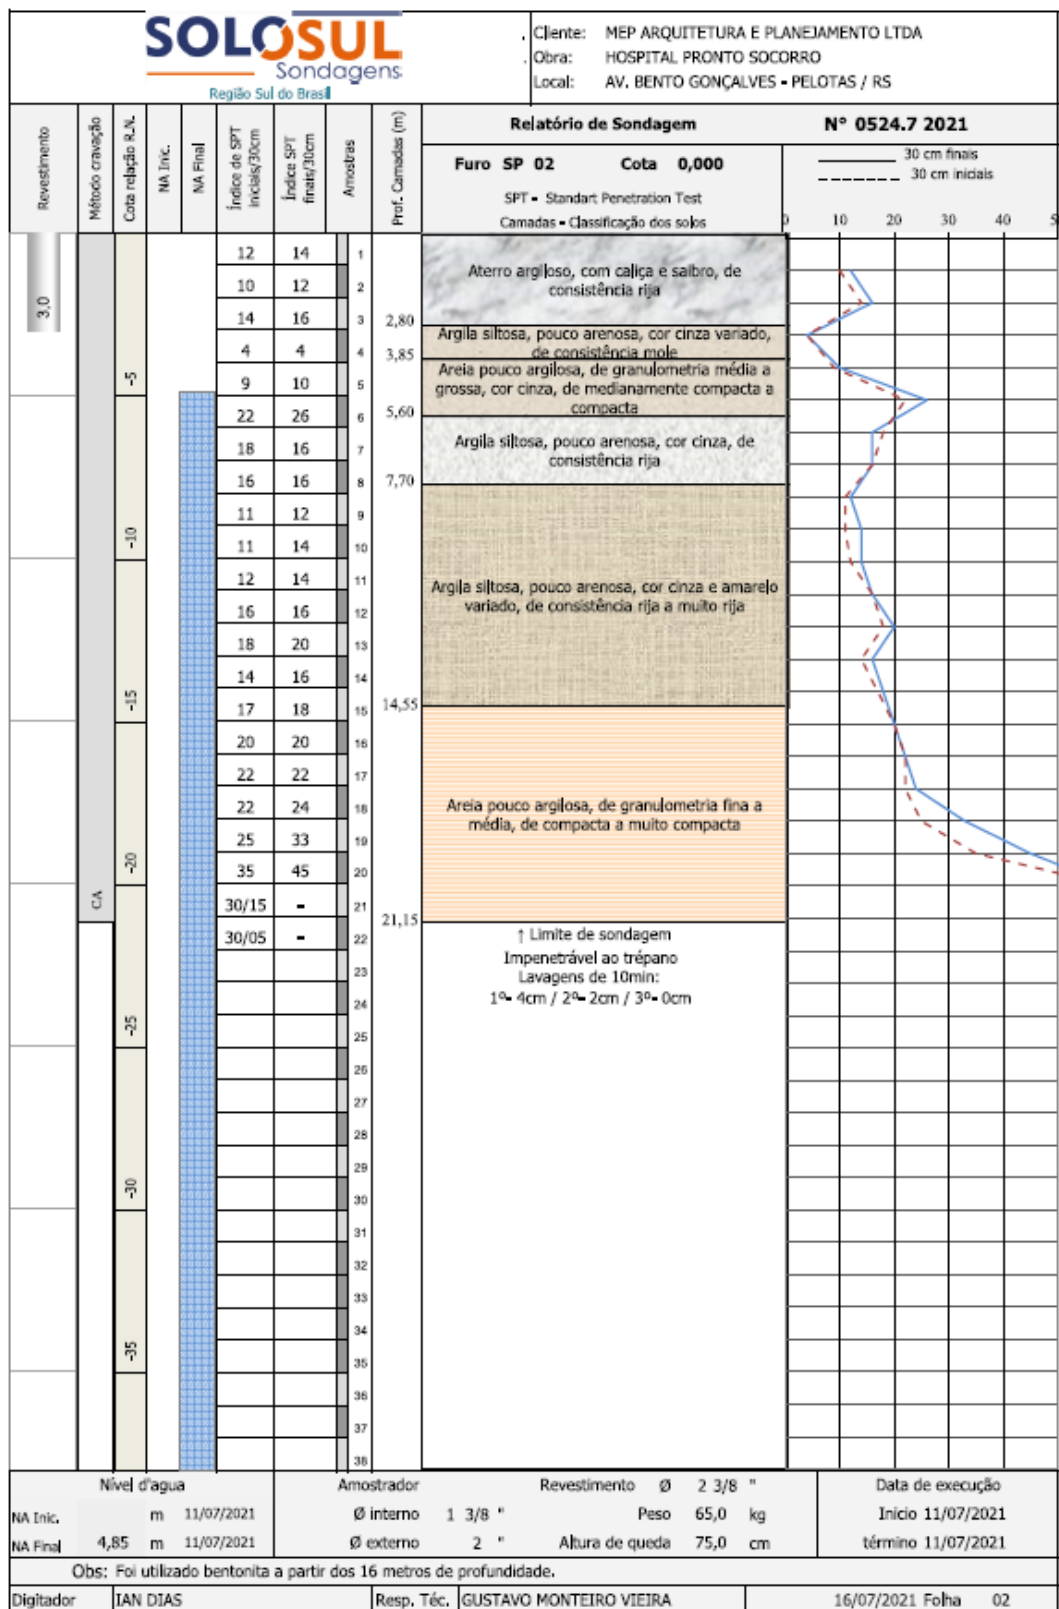 SOLOSUL
Sondagens
Região Sul do Brasil
Cliente: MEP ARQUITETURA E PLANEJAMENTO LTDA
Obra: HOSPITAL PRONTO SOCORRO
Local: AV. BENTO GONÇALVES - PELOTAS / RS
Revestimento
Método cravação
Cota relação R.N.
NA Inic.
NA Final
Índice de SPT iniciais/30cm
Índice SPT finais/30cm
Amostras
Prof. Camadas (m)
Relatório de Sondagem Nº 0524.7 2021
Furo SP 02 Cota 0,000
SPT - Standart Penetration Test
Camadas - Classificação dos solos
30 cm finais
30 cm iniciais
0 10 20 30 40 50
3,0
CA
-5
-10
-15
-20
-25
-30
-35
12 14 1
10 12 2
14 16 3
4 4 4
9 10 5
22 26 6
18 16 7
16 16 8
11 12 9
11 14 10
12 14 11
16 16 12
18 20 13
14 16 14
17 18 15
20 20 16
22 22 17
22 24 18
25 33 19
35 45 20
30/15 - 21
30/05 - 22
23
24
25
26
27
28
29
30
31
32
33
34
35
36
37
38
2,80
3,85
5,60
7,70
14,55
21,15
Aterro argiloso, com caliça e saibro, de
consistência rija
Argila siltosa, pouco arenosa, cor cinza variado,
de consistência mole
Areia pouco argilosa, de granulometria média a
grossa, cor cinza, de medianamente compacta a
compacta
Argila siltosa, pouco arenosa, cor cinza, de
consistência rija
Argila siltosa, pouco arenosa, cor cinza e amarelo
variado, de consistência rija a muito rija
Areia pouco argilosa, de granulometria fina a
média, de compacta a muito compacta
↑ Limite de sondagem
Impenetrável ao trépano
Lavagens de 10min:
1º- 4cm / 2º- 2cm / 3º- 0cm
Nível d'agua Amostrador Revestimento Ø 2 3/8 " Data de execução
NA Inic. m 11/07/2021 Ø interno 1 3/8 " Peso 65,0 kg Início 11/07/2021
NA Final 4,85 m 11/07/2021 Ø externo 2 " Altura de queda 75,0 cm término 11/07/2021
Obs: Foi utilizado bentonita a partir dos 16 metros de profundidade.
Digitador IAN DIAS Resp. Téc. GUSTAVO MONTEIRO VIEIRA 16/07/2021 Folha 02